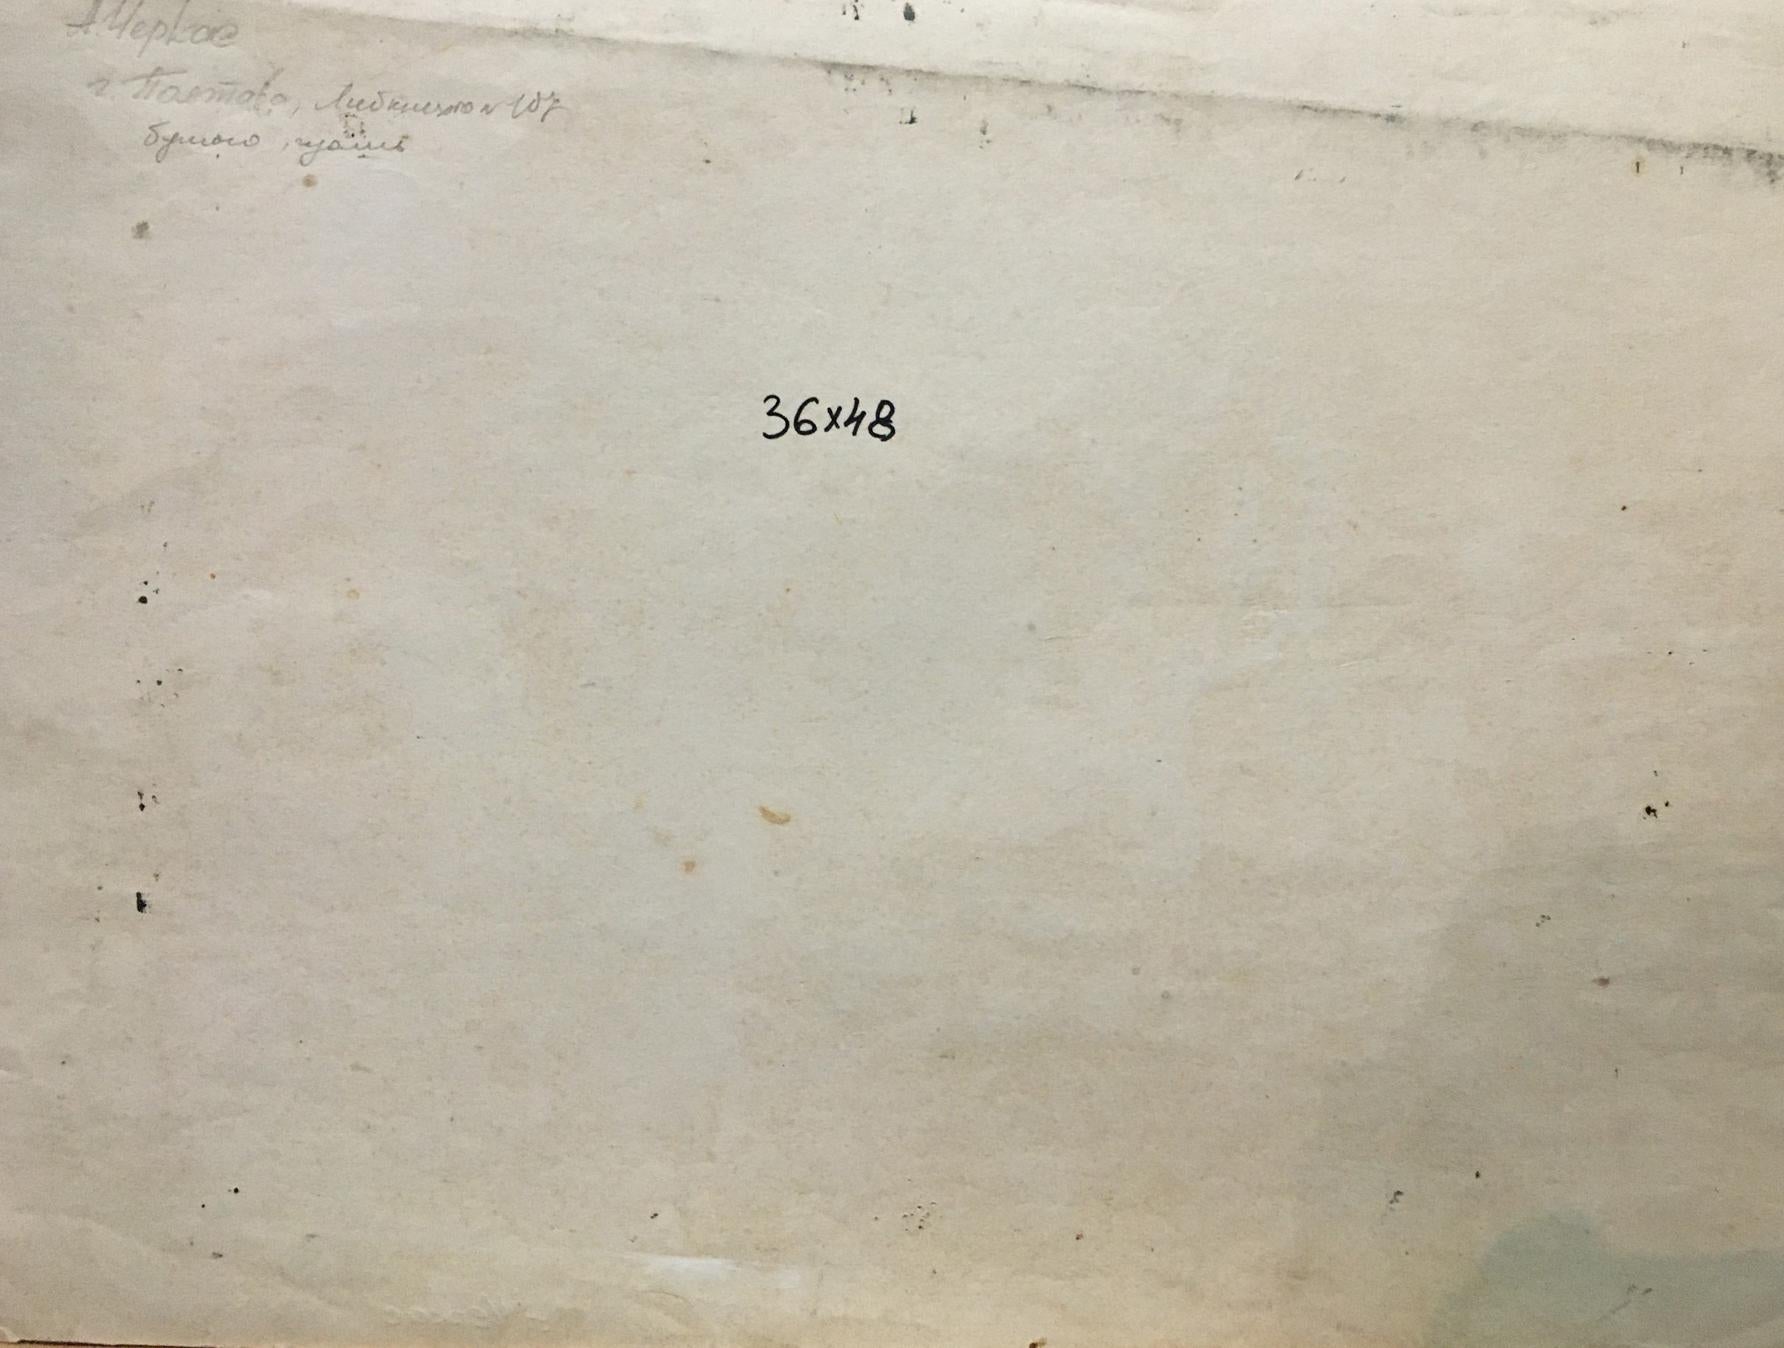 А. Черкас
г. Полтава, Либкнехта 107
бумага, гуашь
36х48